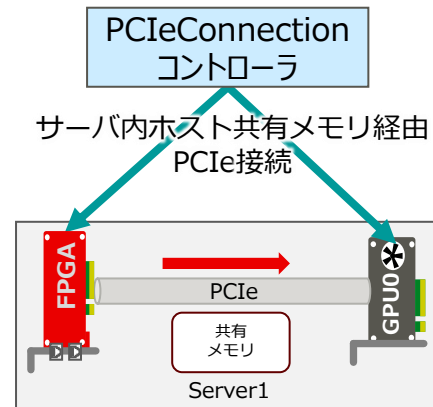 PCIeConnection
コントローラ
サーバ内ホスト共有メモリ経由
PCIe接続
FPGA
PCIe
GPU0
共有
メモリ
Server1